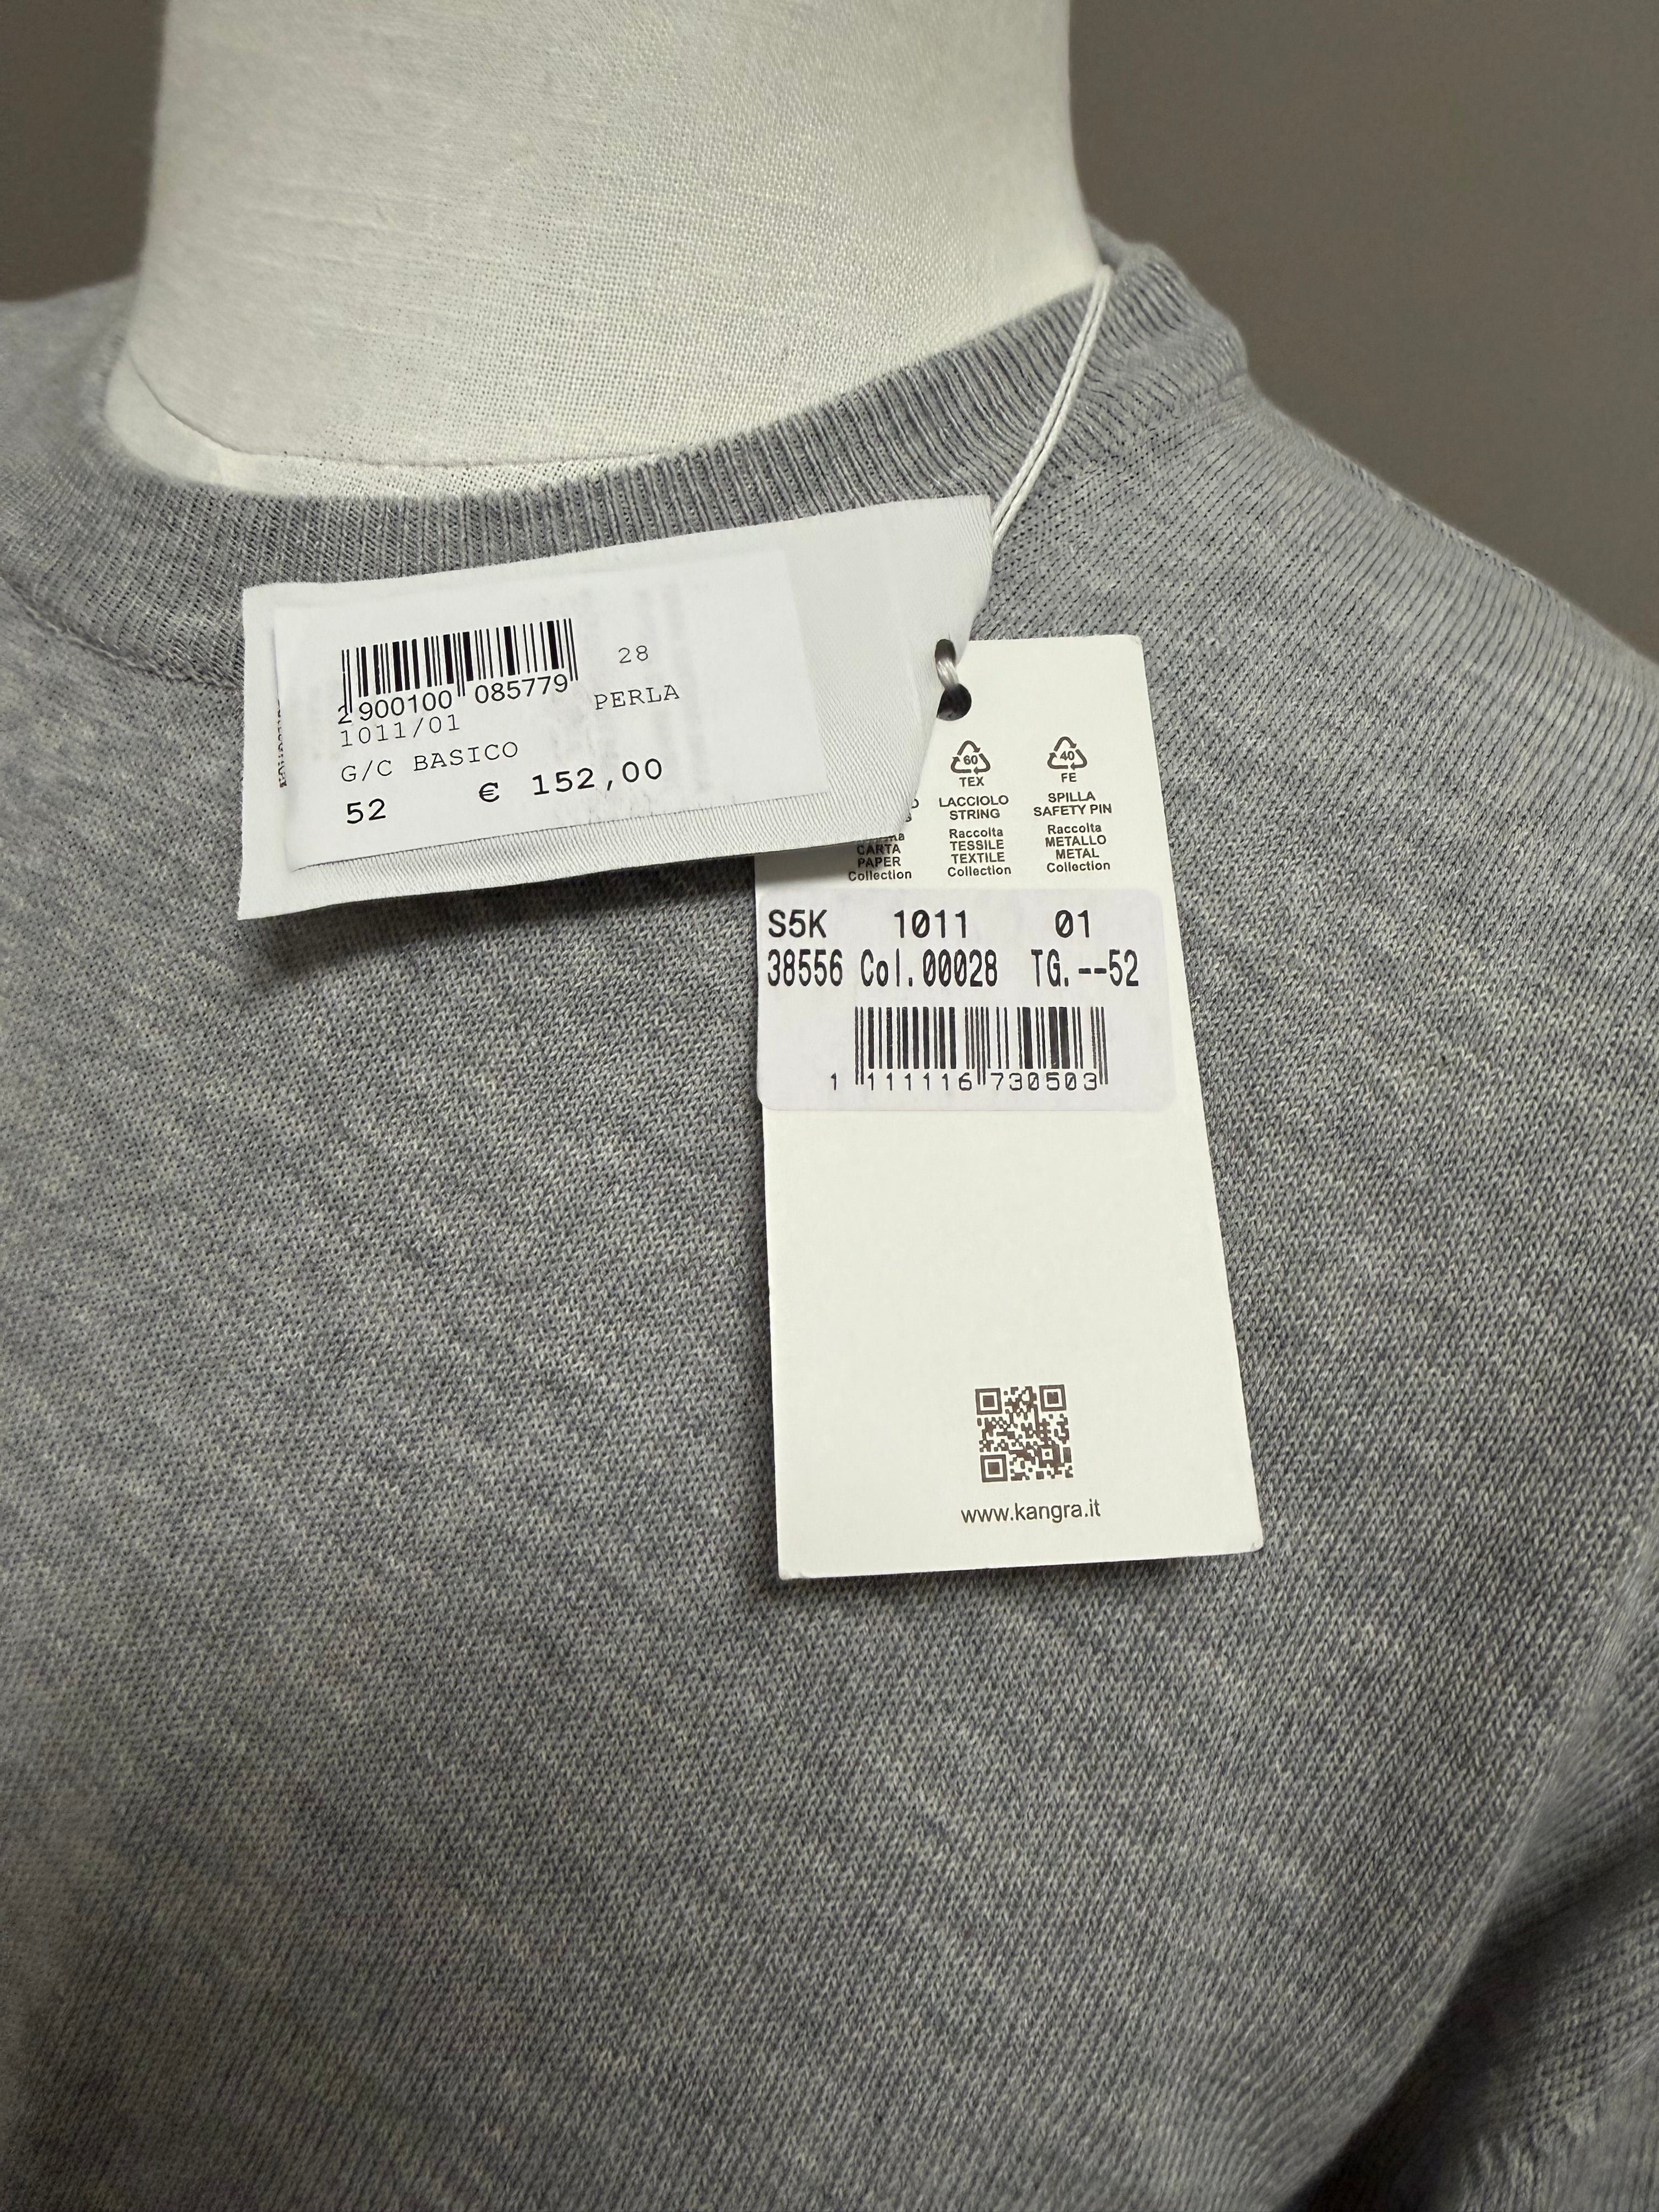 28
2 900100 085779
PERLA
1011/01
G/C BASICO
52 € 152,00
60
TEX
LACCIOLO
STRING
Raccolta
TESSILE
TEXTILE
Collection
40
FE
SPILLA
SAFETY PIN
Raccolta
METALLO
METAL
Collection
CARTA
PAPER
Collection
S5K 1011 01
38556 Col.00028 TG.--52
1 111116 730503
www.kangra.it